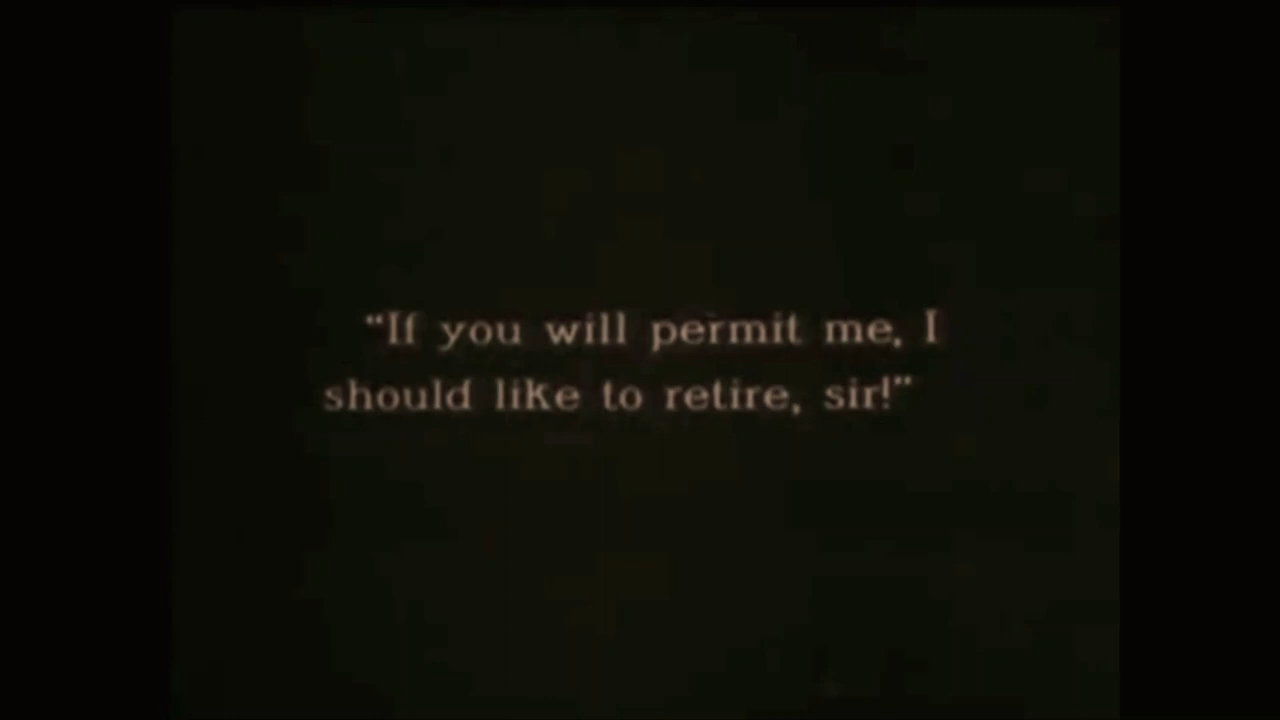 “If you will permit me, I
should like to retire, sir!”